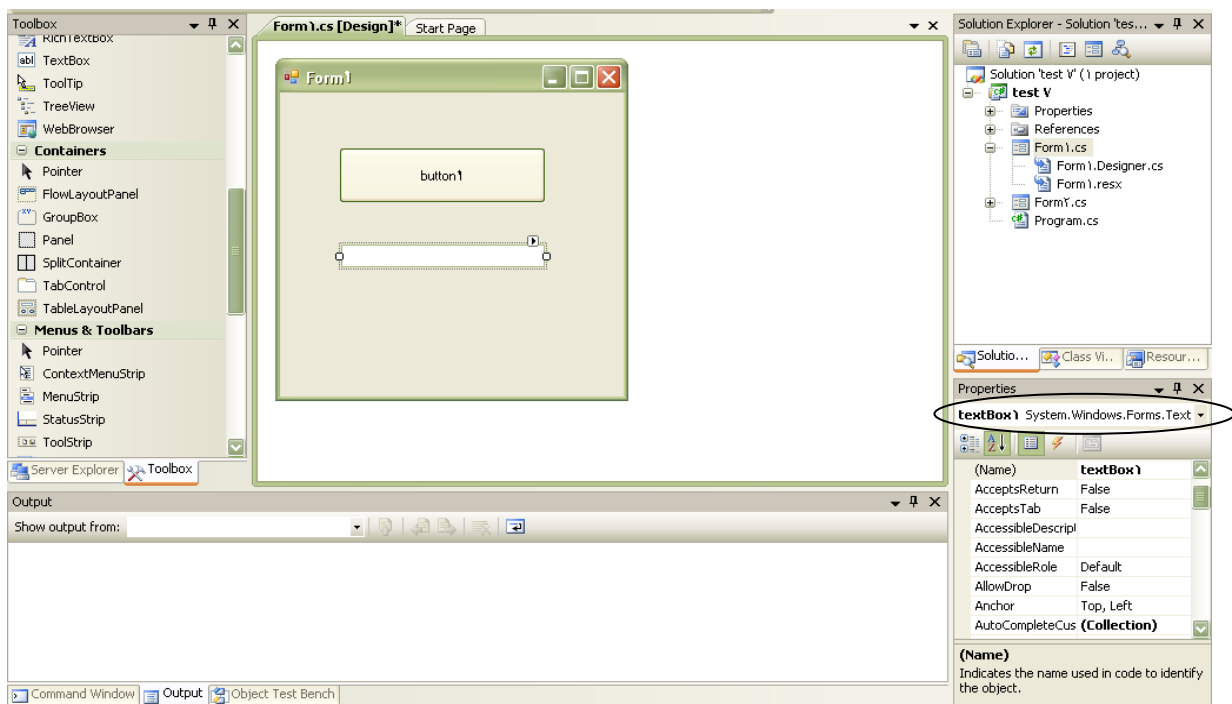 Toolbox
RichTextBox
TextBox
ToolTip
TreeView
WebBrowser
Containers
Pointer
FlowLayoutPanel
GroupBox
Panel
SplitContainer
TabControl
TableLayoutPanel
Menus & Toolbars
Pointer
ContextMenuStrip
MenuStrip
StatusStrip
ToolStrip
Server Explorer
Toolbox
Form١.cs [Design]*
Start Page
Form١
button١
Solution Explorer - Solution 'tes...
Solution 'test ٧' (١ project)
test ٧
Properties
References
Form١.cs
Form١.Designer.cs
Form١.resx
Form٢.cs
Program.cs
Solutio...
Class Vi..
Resour...
Properties
textBox١ System.Windows.Forms.Text
(Name) textBox١
AcceptsReturn False
AcceptsTab False
AccessibleDescript
AccessibleName
AccessibleRole Default
AllowDrop False
Anchor Top, Left
AutoCompleteCus (Collection)
(Name)
Indicates the name used in code to identify
the object.
Output
Show output from:
Command Window
Output
Object Test Bench